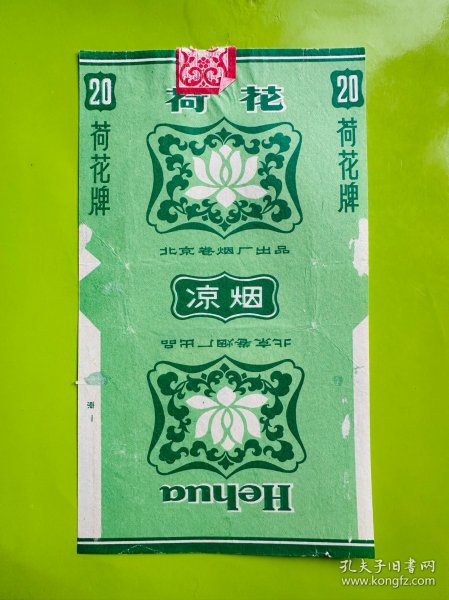 荷花
20
荷花牌
20
荷花牌
北京卷烟厂出品
凉烟
北京卷烟厂出品
Hehua
孔夫子旧书网
www.kongfz.com